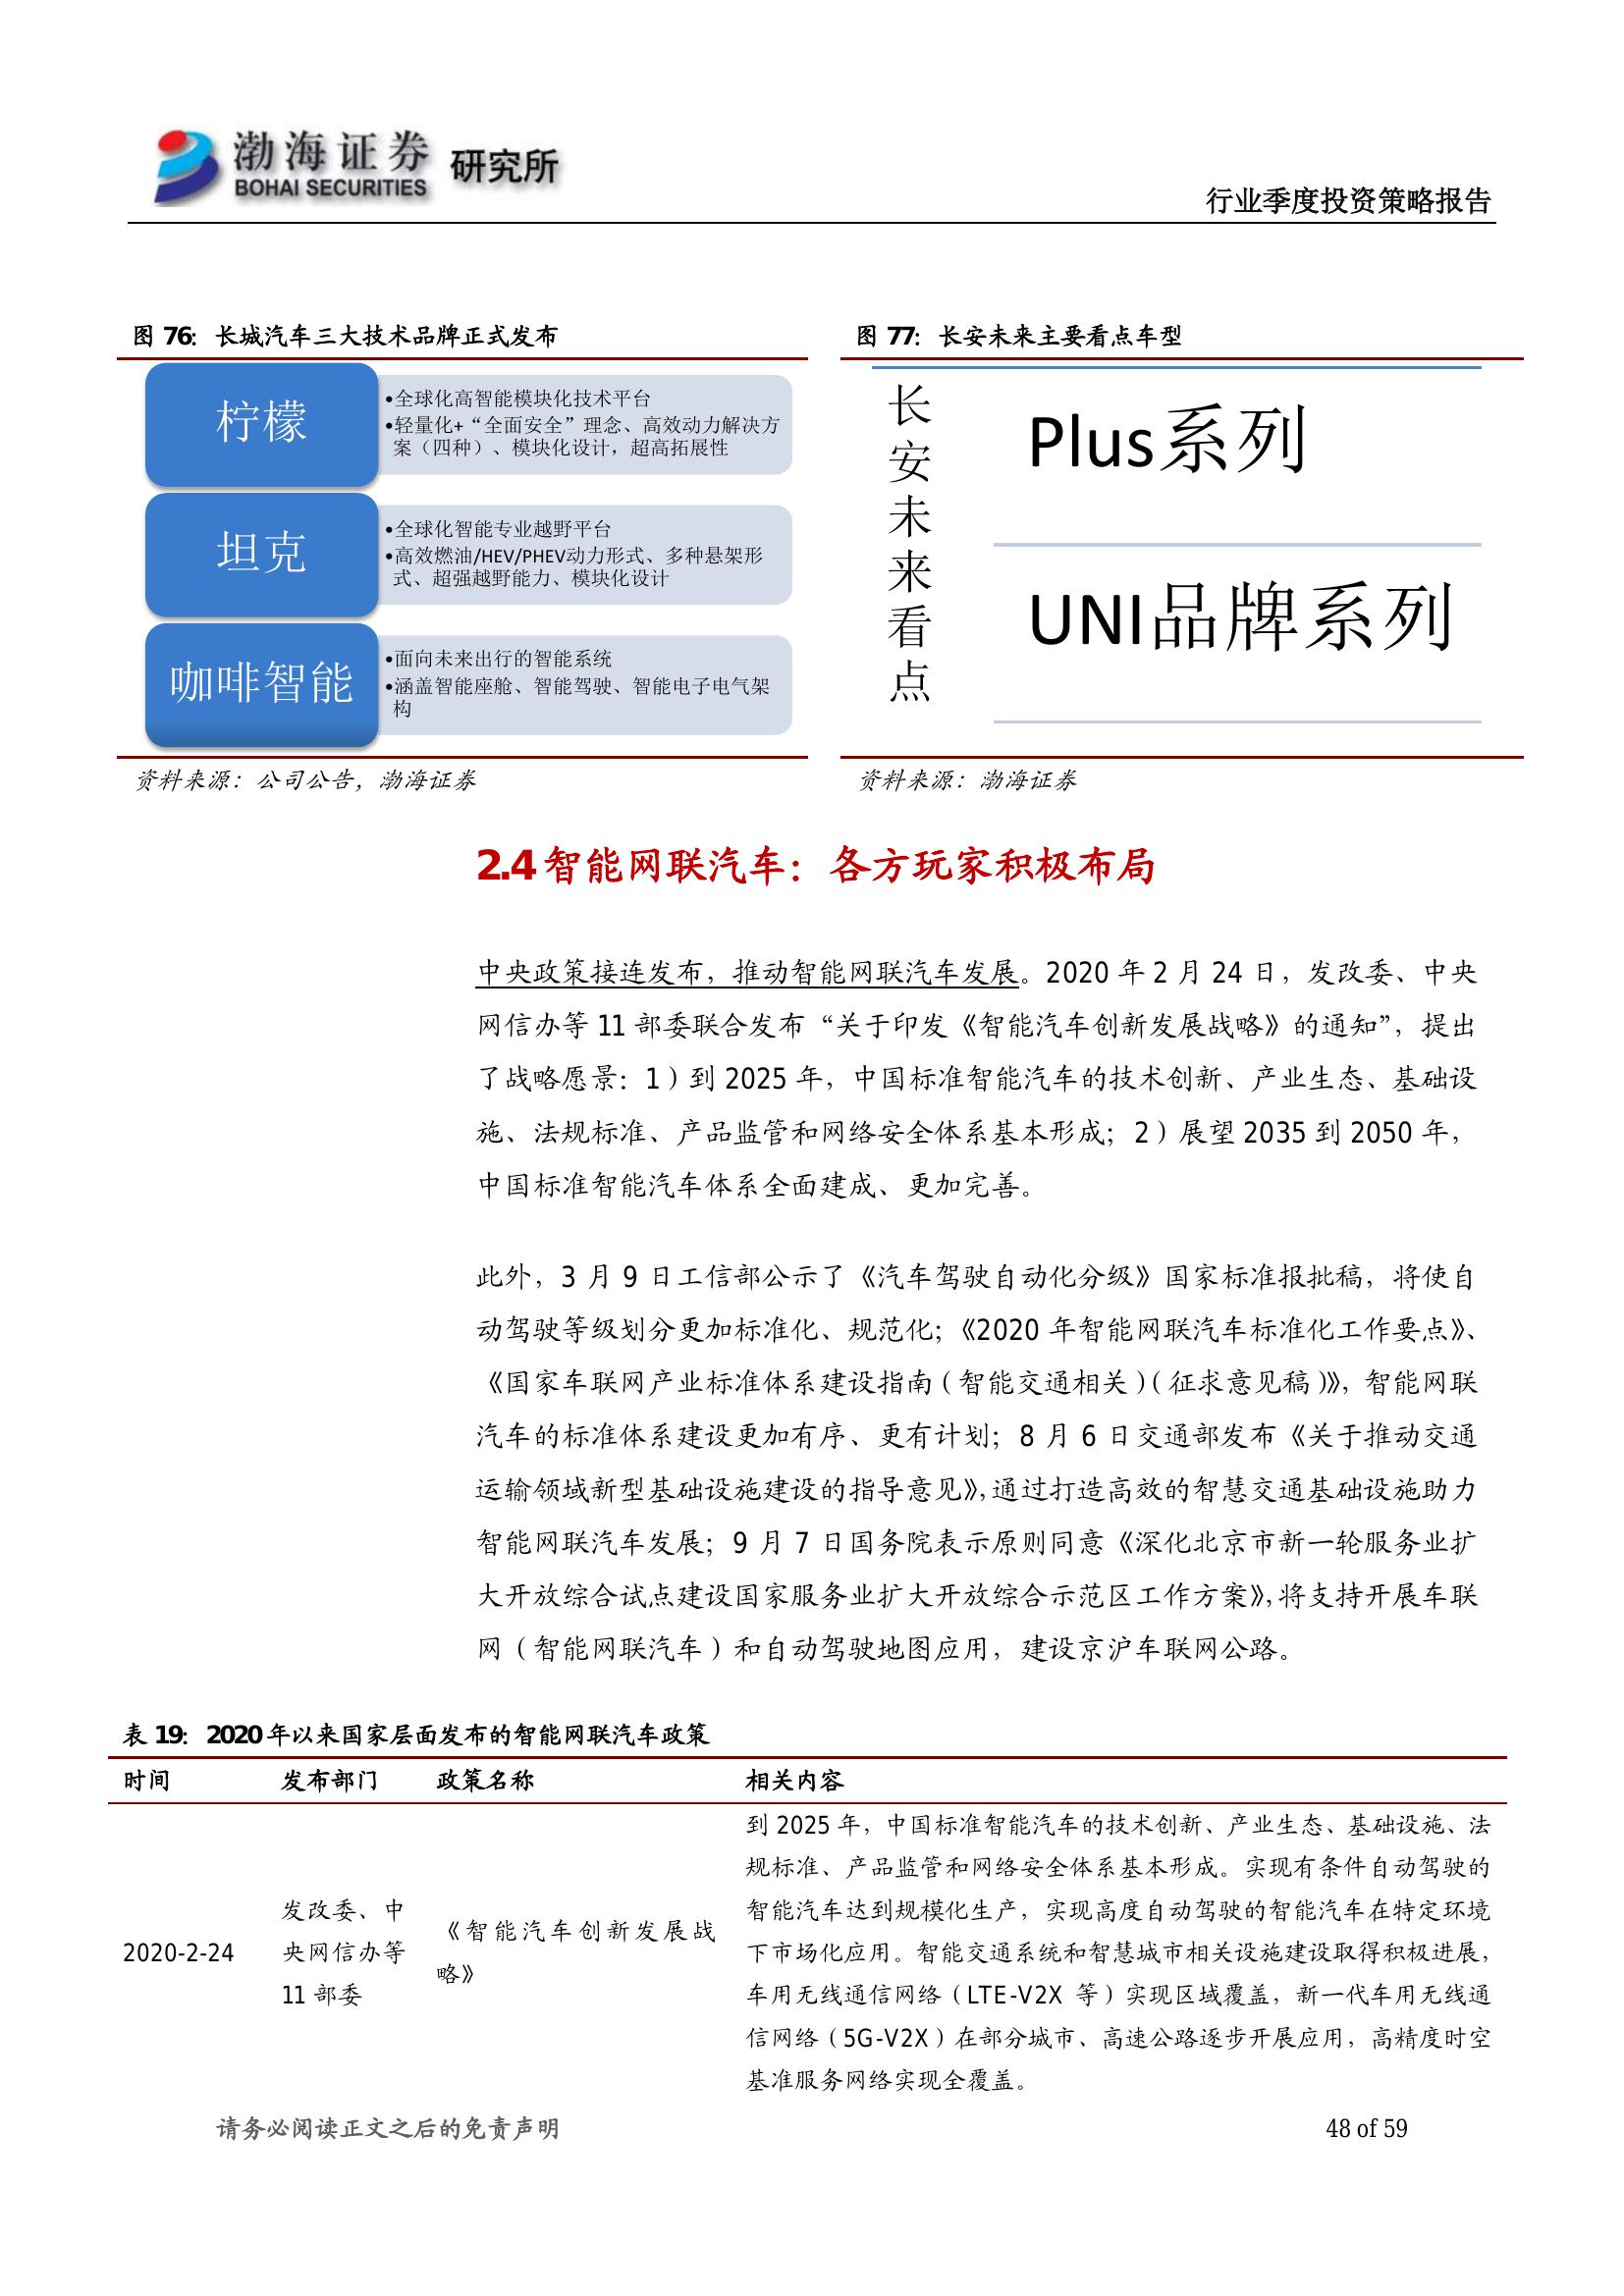 渤海证券 研究所
BOHAI SECURITIES
行业季度投资策略报告
图 76：长城汽车三大技术品牌正式发布
柠檬
•全球化高智能模块化技术平台
•轻量化+“全面安全”理念、高效动力解决方
案（四种）、模块化设计，超高拓展性
坦克
•全球化智能专业越野平台
•高效燃油/HEV/PHEV动力形式、多种悬架形
式、超强越野能力、模块化设计
咖啡智能
•面向未来出行的智能系统
•涵盖智能座舱、智能驾驶、智能电子电气架
构
资料来源：公司公告，渤海证券
图 77：长安未来主要看点车型
长安未来看点
Plus系列
UNI品牌系列
资料来源：渤海证券
2.4 智能网联汽车：各方玩家积极布局
中央政策接连发布，推动智能网联汽车发展。2020 年 2 月 24 日，发改委、中央
网信办等 11 部委联合发布“关于印发《智能汽车创新发展战略》的通知”，提出
了战略愿景：1）到 2025 年，中国标准智能汽车的技术创新、产业生态、基础设
施、法规标准、产品监管和网络安全体系基本形成；2）展望 2035 到 2050 年，
中国标准智能汽车体系全面建成、更加完善。
此外，3 月 9 日工信部公示了《汽车驾驶自动化分级》国家标准报批稿，将使自
动驾驶等级划分更加标准化、规范化；《2020 年智能网联汽车标准化工作要点》、
《国家车联网产业标准体系建设指南（智能交通相关）（征求意见稿）》，智能网联
汽车的标准体系建设更加有序、更有计划；8 月 6 日交通部发布《关于推动交通
运输领域新型基础设施建设的指导意见》，通过打造高效的智慧交通基础设施助力
智能网联汽车发展；9 月 7 日国务院表示原则同意《深化北京市新一轮服务业扩
大开放综合试点建设国家服务业扩大开放综合示范区工作方案》，将支持开展车联
网（智能网联汽车）和自动驾驶地图应用，建设京沪车联网公路。
表 19：2020 年以来国家层面发布的智能网联汽车政策
时间 发布部门 政策名称 相关内容
2020-2-24
发改委、中
央网信办等
11 部委
《智能汽车创新发展战
略》
到 2025 年，中国标准智能汽车的技术创新、产业生态、基础设施、法
规标准、产品监管和网络安全体系基本形成。实现有条件自动驾驶的
智能汽车达到规模化生产，实现高度自动驾驶的智能汽车在特定环境
下市场化应用。智能交通系统和智慧城市相关设施建设取得积极进展，
车用无线通信网络（LTE-V2X 等）实现区域覆盖，新一代车用无线通
信网络（5G-V2X）在部分城市、高速公路逐步开展应用，高精度时空
基准服务网络实现全覆盖。
请务必阅读正文之后的免责声明
48 of 59